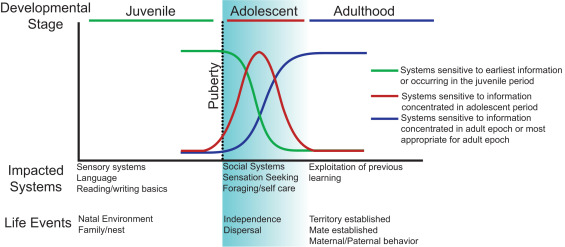 Developmental
Stage
Juvenile
Adolescent
Adulthood
Puberty
Systems sensitive to earliest information
or occurring in the juvenile period
Systems sensitive to information
concentrated in adolescent period
Systems sensitive to information
concentrated in adult epoch or most
appropriate for adult epoch
Impacted
Systems
Sensory systems
Language
Reading/writing basics
Social Systems
Sensation Seeking
Foraging/self care
Exploitation of previous
learning
Life Events
Natal Environment
Family/nest
Independence
Dispersal
Territory established
Mate established
Maternal/Paternal behavior